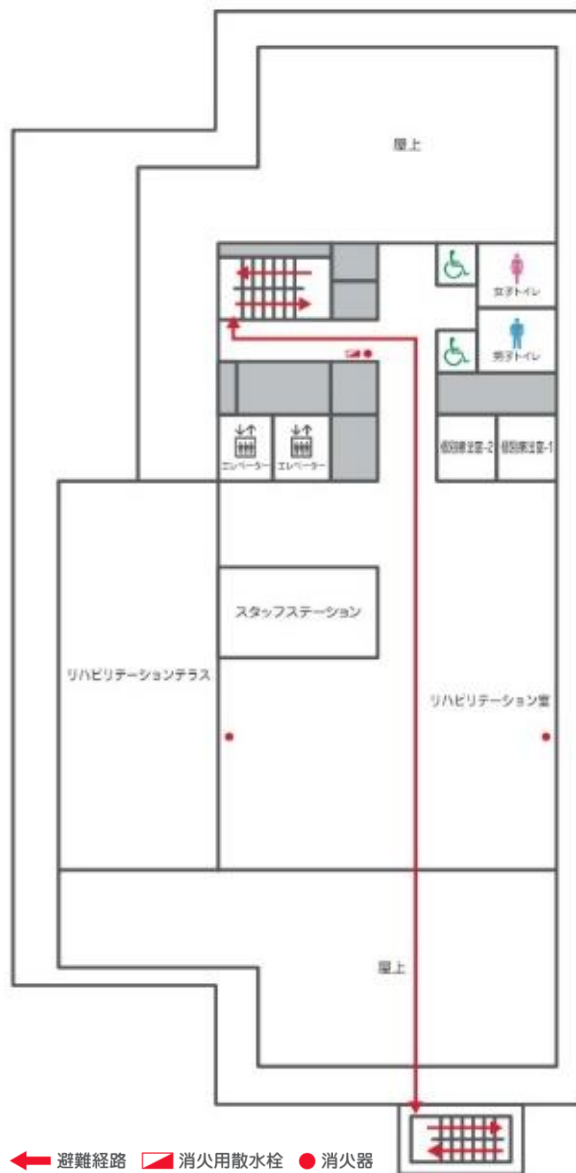 屋上
女子トイレ
男子トイレ
エレベーター
エレベーター
個別療法室-2
個別療法室-1
スタッフステーション
リハビリテーションテラス
リハビリテーション室
屋上
避難経路
消火用散水栓
消火器